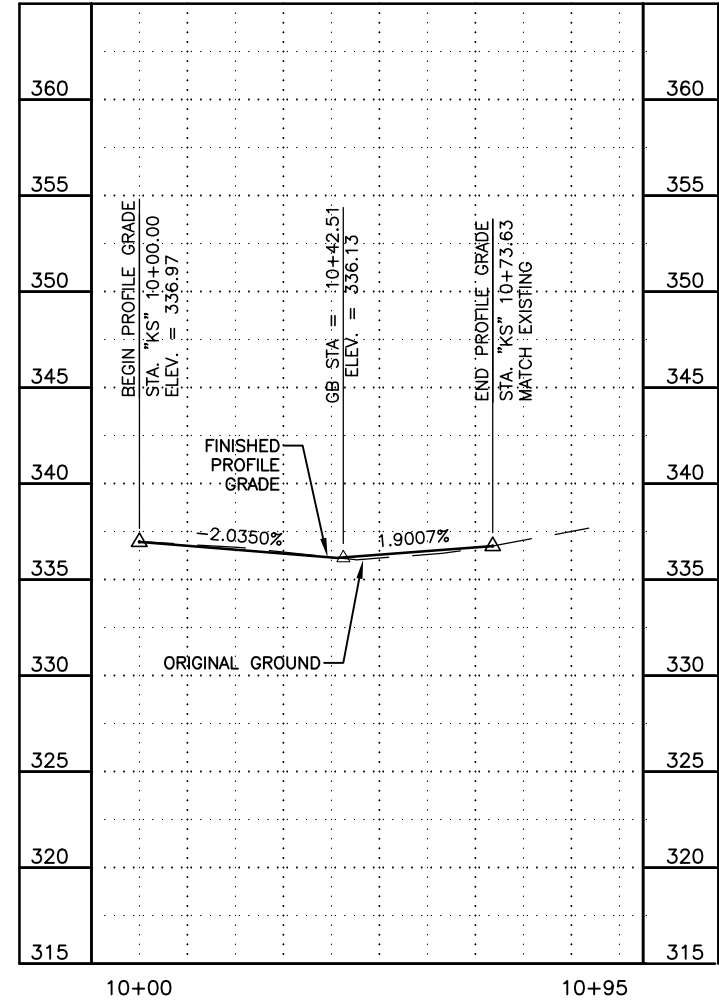 360
355
350
345
340
335
330
325
320
315
BEGIN PROFILE GRADE
STA. "KS" 10+00.00
ELEV. = 336.97
GB STA = 10+42.51
ELEV. = 336.13
END PROFILE GRADE
STA. "KS" 10+73.63
MATCH EXISTING
FINISHED
PROFILE
GRADE
-2.0350%
1.9007%
ORIGINAL GROUND
360
355
350
345
340
335
330
325
320
315
10+00
10+95